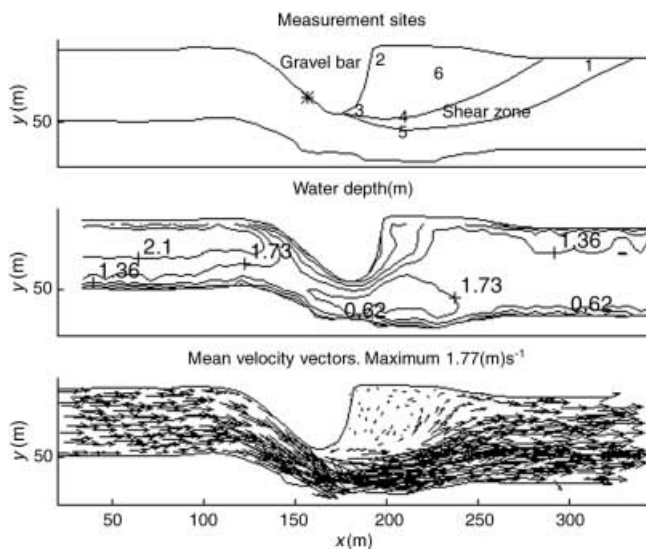 Measurement sites
Gravel bar
2
1
6
3
4
5
Shear zone
50
y(m)
Water depth(m)
2.1
1.73
1.36
1.36
1.73
0.62
0.62
50
y(m)
Mean velocity vectors. Maximum 1.77(m)s⁻¹
50
y(m)
50
100
150
200
250
300
x(m)